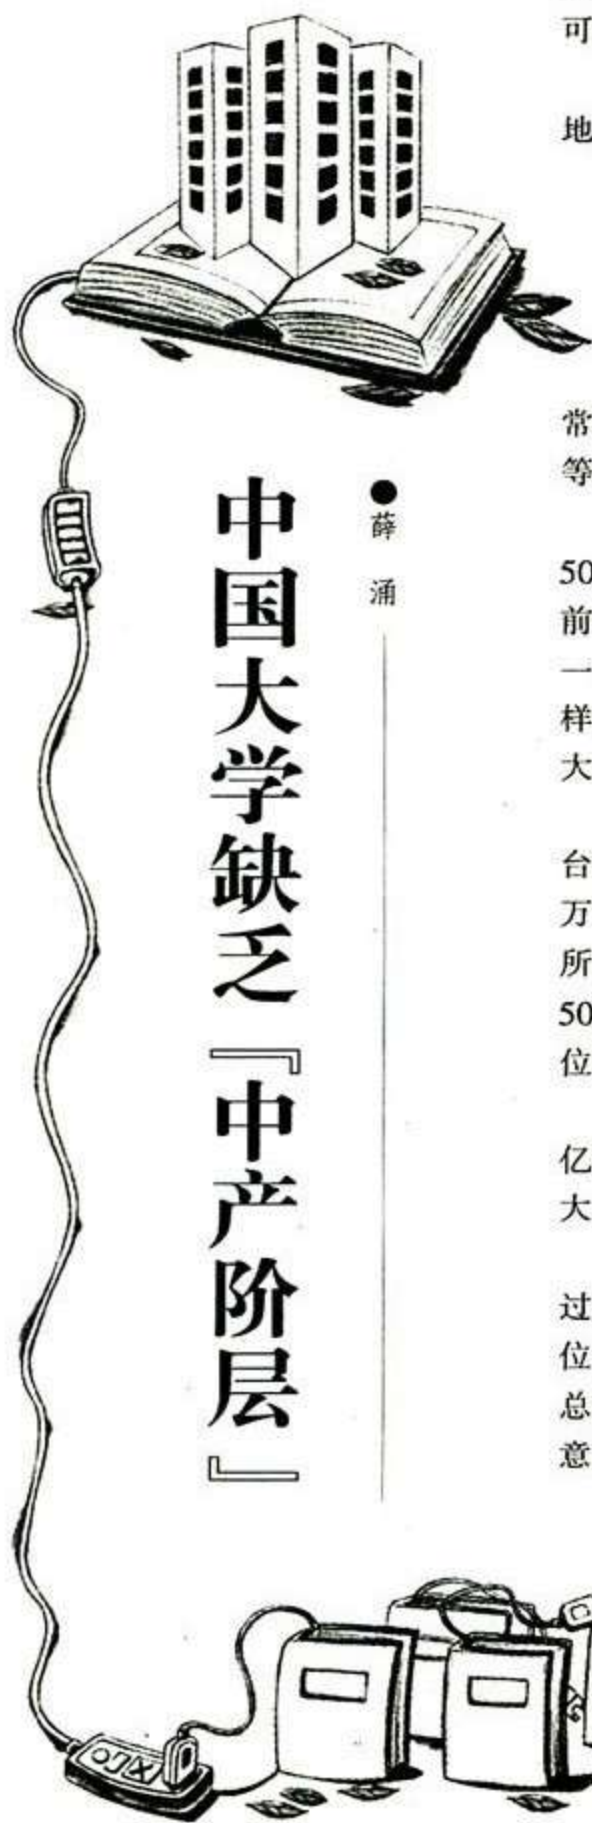 中国大学缺乏『中产阶层』
●薛 涌
可
地
常
等
50
前
一
样
大
台
万
所
50
位
亿
大
过
位
总
意